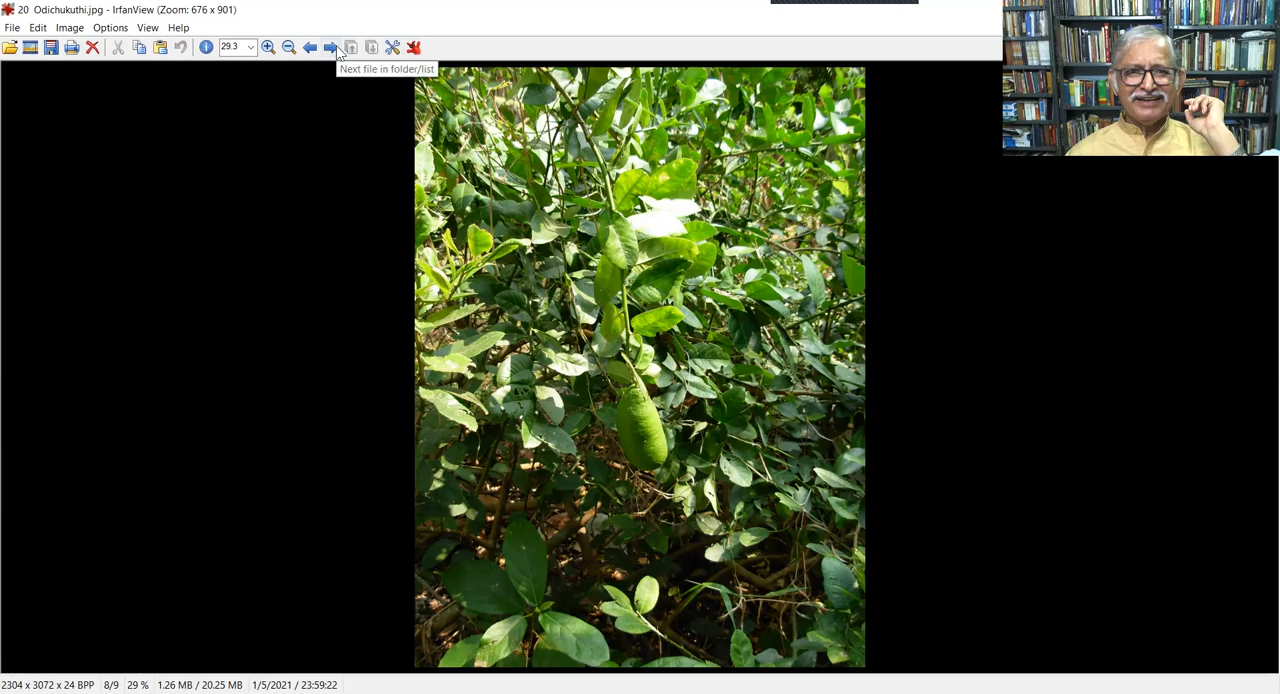 20 Odichukuthi.jpg - IrfanView (Zoom: 676 x 901)
File Edit Image Options View Help
29.3
Next file in folder/list
2304 x 3072 x 24 BPP 8/9 29 % 1.26 MB / 20.25 MB 1/5/2021 / 23:59:22